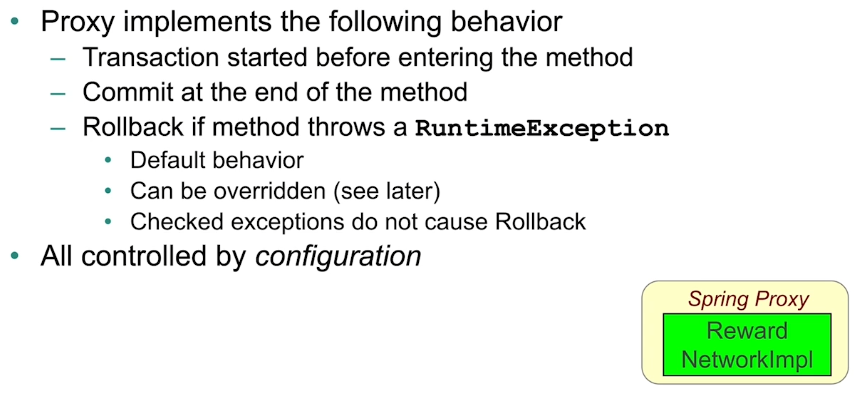 • Proxy implements the following behavior
– Transaction started before entering the method
– Commit at the end of the method
– Rollback if method throws a RuntimeException
• Default behavior
• Can be overridden (see later)
• Checked exceptions do not cause Rollback
• All controlled by configuration
Spring Proxy
Reward
NetworkImpl